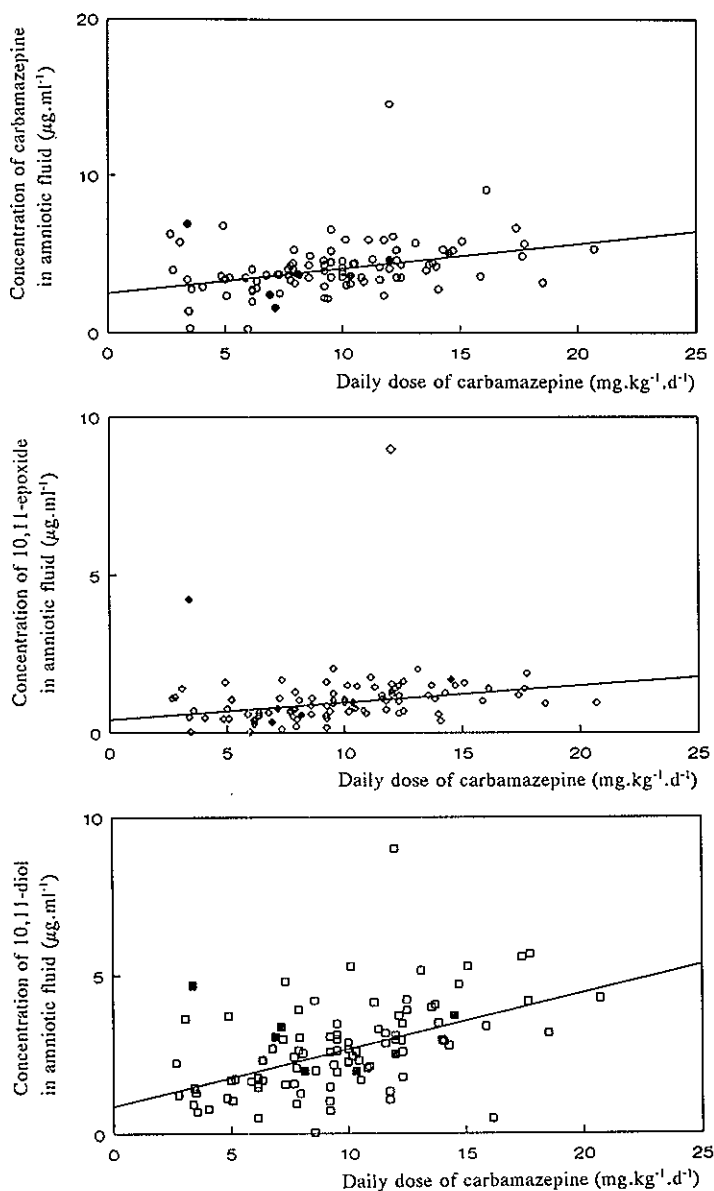 Concentration of carbamazepine
in amniotic fluid (μg.ml⁻¹)
20
10
0
0 5 10 15 20 25
Daily dose of carbamazepine (mg.kg⁻¹.d⁻¹)
Concentration of 10,11-epoxide
in amniotic fluid (μg.ml⁻¹)
10
5
0
0 5 10 15 20 25
Daily dose of carbamazepine (mg.kg⁻¹.d⁻¹)
Concentration of 10,11-diol
in amniotic fluid (μg.ml⁻¹)
10
5
0
0 5 10 15 20 25
Daily dose of carbamazepine (mg.kg⁻¹.d⁻¹)